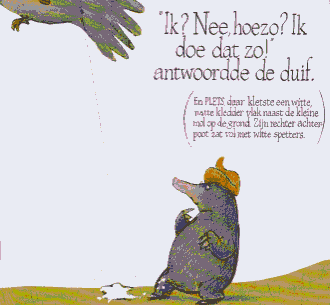 "Ik? Nee, hoezo? Ik
doe dat zo!"
antwoordde de duif.
(En PLETS, daar kletste een witte,
natte kledder vlak naast de kleine
mol op de grond. Zijn rechter achter
poot zat vol met witte spetters.)